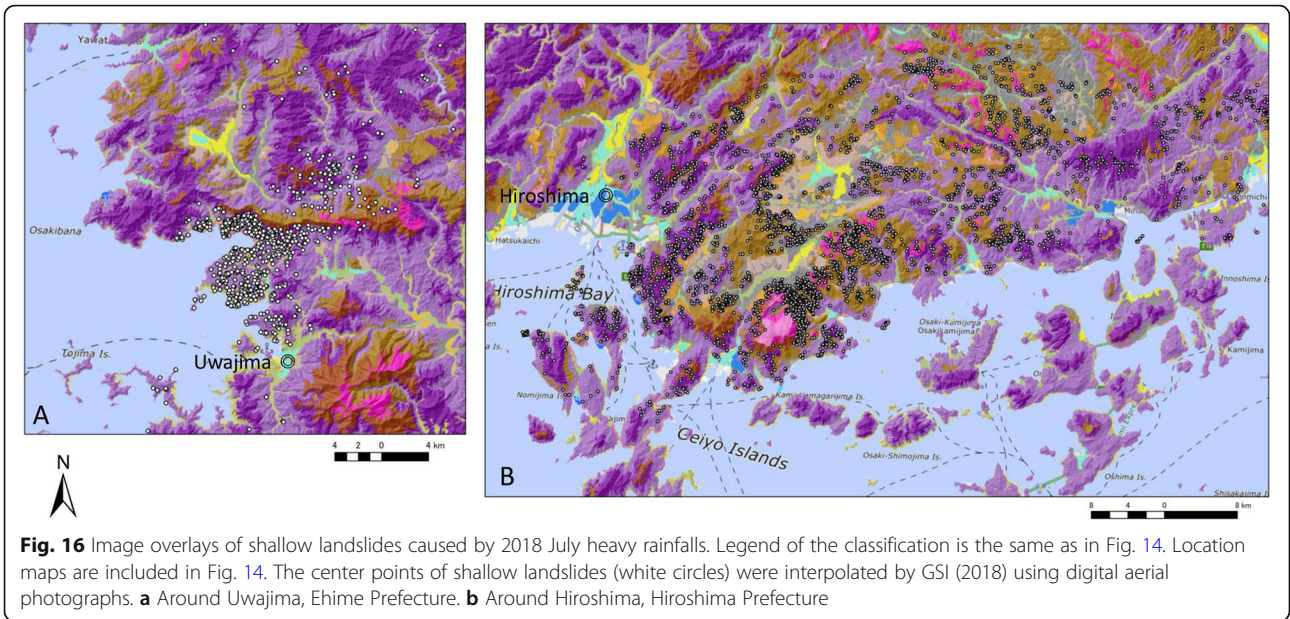 Yawat
Osakibana
Tojima Is.
Uwajima
A
4 2 0 4 km
N
Hiroshima
Hatsukaichi
Hiroshima Bay
Nomijima Is.
Geiyo Islands
B
Osaki-Kamijima
Osakikamijima
Innoshima Is
Kamijima
Osaki-Shimojima Is.
Oshima Is.
8 4 0 8 km
Fig. 16 Image overlays of shallow landslides caused by 2018 July heavy rainfalls. Legend of the classification is the same as in Fig. 14. Location
maps are included in Fig. 14. The center points of shallow landslides (white circles) were interpolated by GSI (2018) using digital aerial
photographs. a Around Uwajima, Ehime Prefecture. b Around Hiroshima, Hiroshima Prefecture